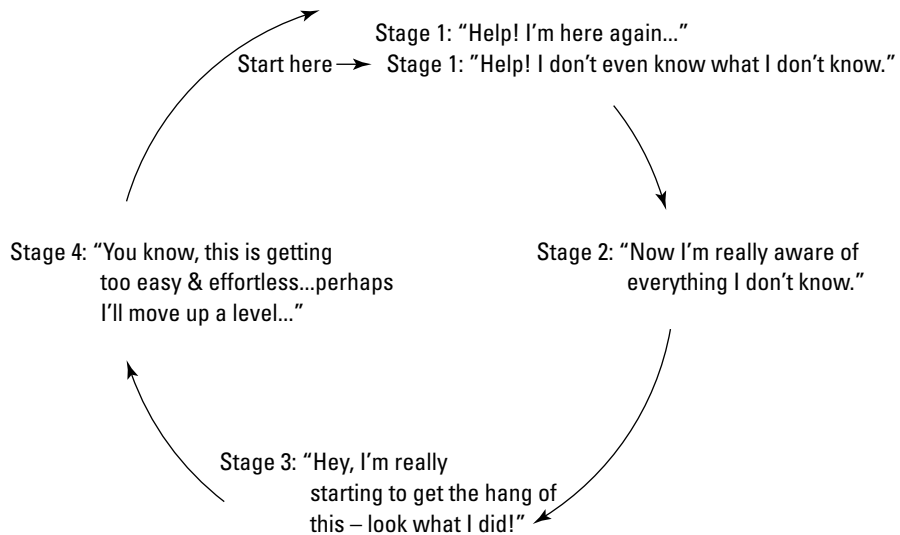 Stage 1: “Help! I'm here again...”
Start here Stage 1: ”Help! I don't even know what I don't know.”
Stage 2: “Now I'm really aware of
everything I don't know.”
Stage 3: “Hey, I'm really
starting to get the hang of
this – look what I did!”
Stage 4: “You know, this is getting
too easy & effortless...perhaps
I'll move up a level...”